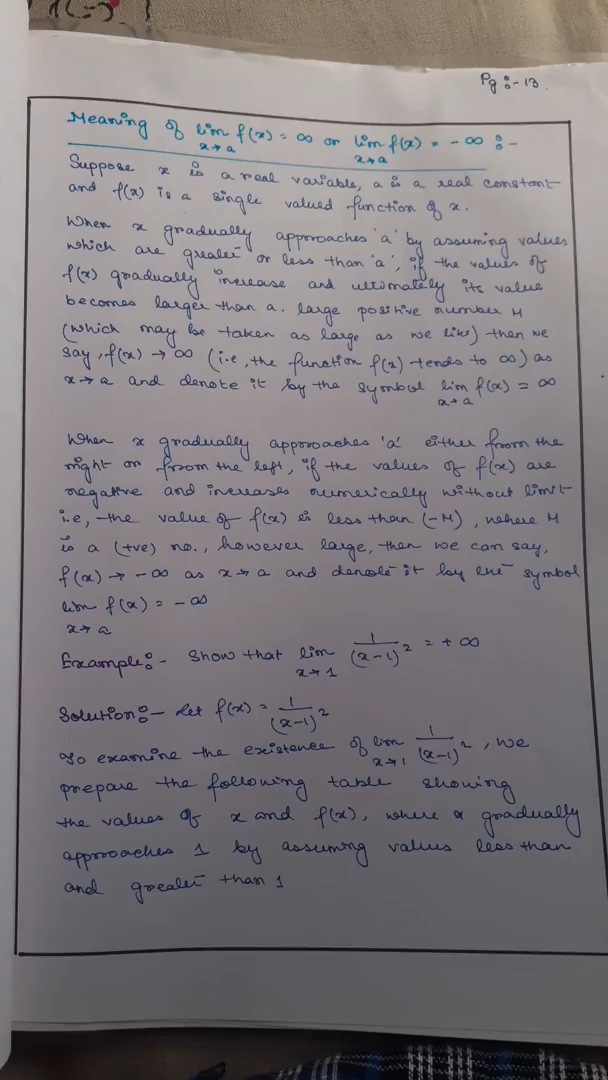 Pg :- 13.
Meaning of lim f(x) = ∞ or lim f(x) = -∞ :-
x→a x→a
Suppose x is a real variable, a is a real constant
and f(x) is a single valued function of x.
When x gradually approaches 'a' by assuming values
which are greater or less than 'a', if the values of
f(x) gradually increase and ultimately its value
becomes larger than a. large positive number M
(which may be taken as large as we like) then we
say, f(x) → ∞ (i.e, the function f(x) tends to ∞) as
x→a and denote it by the symbol lim f(x) = ∞
x→a
When x gradually approaches 'a' either from the
right or from the left, if the values of f(x) are
negative and increases numerically without limit
i.e, the value of f(x) is less than (-M), where M
is a (+ve) no., however large, then we can say,
f(x) → -∞ as x→a and denote it by the symbol
lim f(x) = -∞
x→a
Example:- Show that lim 1/(x-1)² = +∞
x→1
Solution:- Let f(x) = 1/(x-1)²
To examine the existence of lim 1/(x-1)², we
x→1
prepare the following table showing
the values of x and f(x), where x gradually
approaches 1 by assuming values less than
and greater than 1